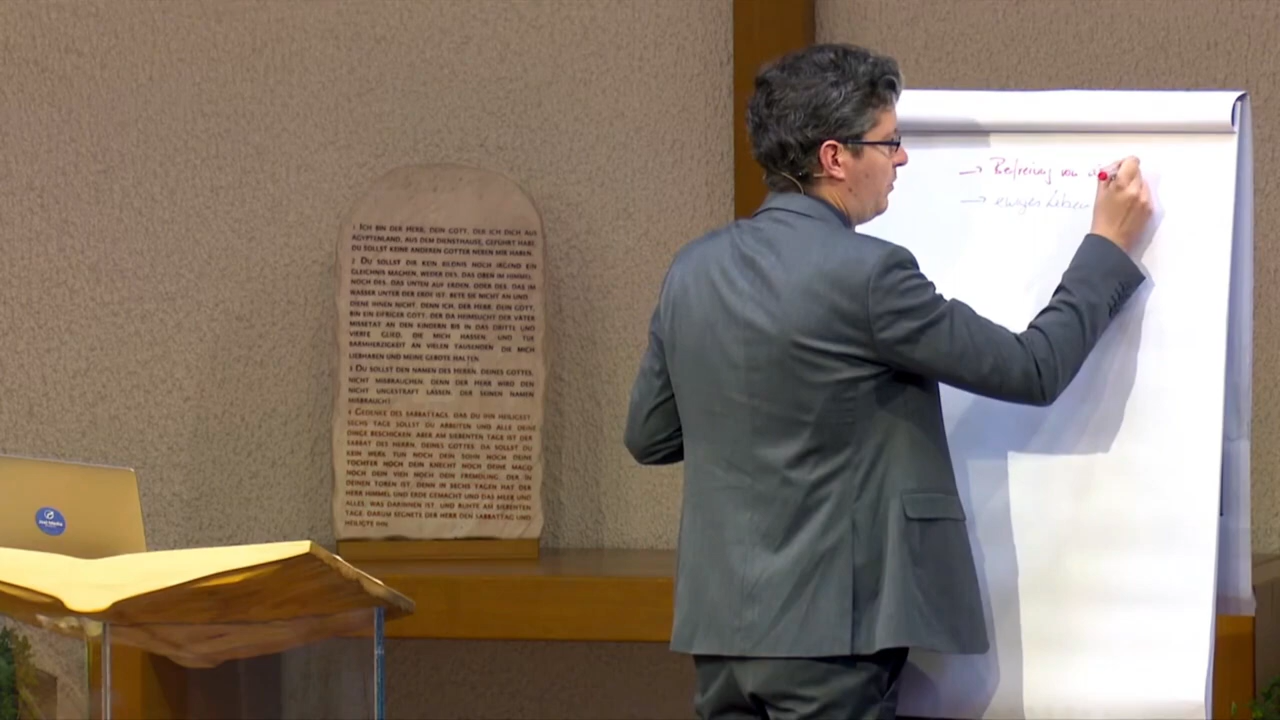 1 ICH BIN DER HERR, DEIN GOTT, DER ICH DICH AUS
ÄGYPTENLAND, AUS DEM DIENSTHAUSE, GEFÜHRT HABE.
DU SOLLST KEINE ANDEREN GÖTTER NEBEN MIR HABEN.
2 DU SOLLST DIR KEIN BILDNIS NOCH IRGEND EIN
GLEICHNIS MACHEN, WEDER DES, DAS OBEN IM HIMMEL,
NOCH DES, DAS UNTEN AUF ERDEN, ODER DES, DAS IM
WASSER UNTER DER ERDE IST. BETE SIE NICHT AN UND
DIENE IHNEN NICHT. DENN ICH, DER HERR, DEIN GOTT,
BIN EIN EIFRIGER GOTT, DER DA HEIMSUCHT DER VÄTER
MISSETAT AN DEN KINDERN BIS IN DAS DRITTE UND
VIERTE GLIED, DIE MICH HASSEN, UND TUE
BARMHERZIGKEIT AN VIELEN TAUSENDEN, DIE MICH
LIEBHABEN UND MEINE GEBOTE HALTEN.
3 DU SOLLST DEN NAMEN DES HERRN, DEINES GOTTES,
NICHT MIßBRAUCHEN, DENN DER HERR WIRD DEN
NICHT UNGESTRAFT LASSEN, DER SEINEN NAMEN
MIßBRAUCHT.
4 GEDENKE DES SABBATTAGS, DAß DU IHN HEILIGEST.
SECHS TAGE SOLLST DU ARBEITEN UND ALLE DEINE
DINGE BESCHICKEN; ABER AM SIEBENTEN TAGE IST DER
SABBAT DES HERRN, DEINES GOTTES. DA SOLLST DU
KEIN WERK TUN NOCH DEIN SOHN NOCH DEINE
TOCHTER NOCH DEIN KNECHT NOCH DEINE MAGD
NOCH DEIN VIEH NOCH DEIN FREMDLING, DER IN
DEINEN TOREN IST. DENN IN SECHS TAGEN HAT DER
HERR HIMMEL UND ERDE GEMACHT UND DAS MEER UND
ALLES, WAS DARINNEN IST, UND RUHTE AM SIEBENTEN
TAGE. DARUM SEGNETE DER HERR DEN SABBATTAG UND
HEILIGTE IHN.
→ Befreiung von
→ ewiges Leben